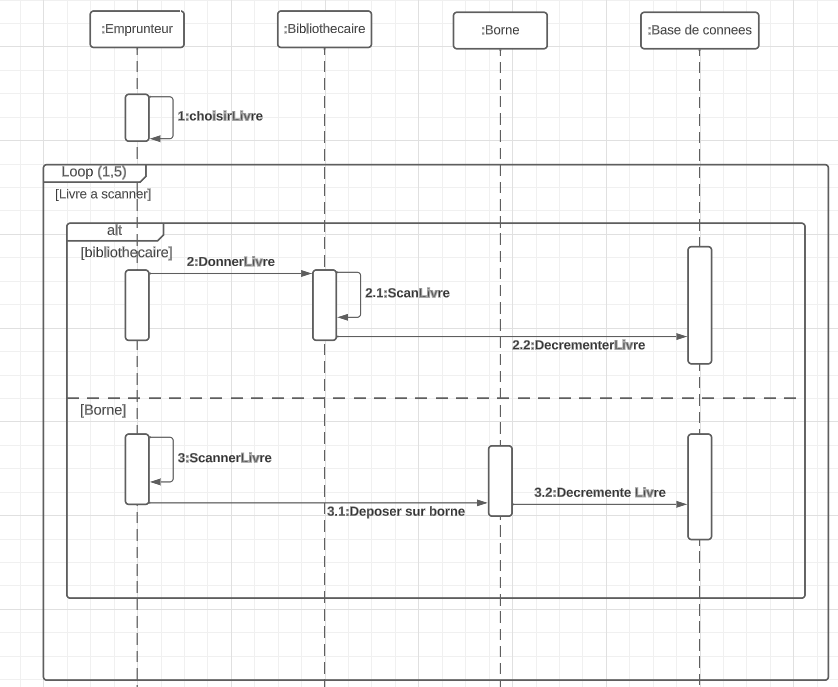 :Emprunteur
:Bibliothecaire
:Borne
:Base de connees
1:choisirLivre
Loop (1,5)
[Livre a scanner]
alt
[bibliothecaire]
2:DonnerLivre
2.1:ScanLivre
2.2:DecrementerLivre
[Borne]
3:ScannerLivre
3.1:Deposer sur borne
3.2:Decremente Livre